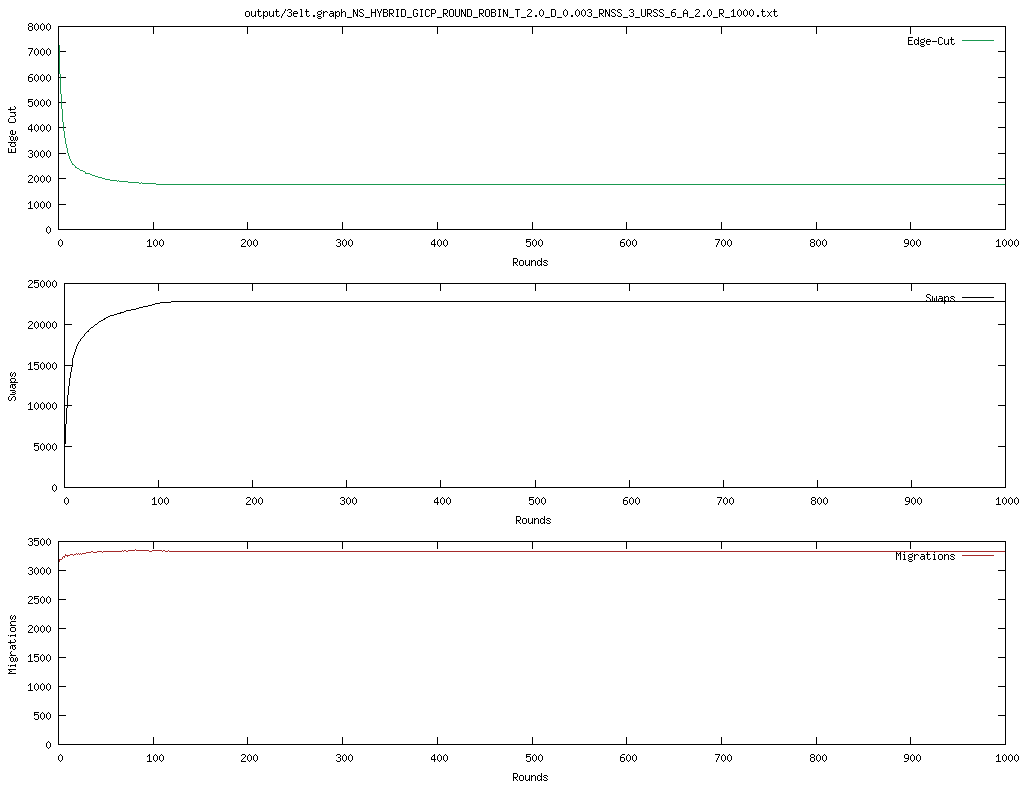 output/3elt.graph_NS_HYBRID_GICP_ROUND_ROBIN_T_2.0_D_0.003_RNSS_3_URSS_6_A_2.0_R_1000.txt
8000
7000
6000
5000
4000
3000
2000
1000
0
Edge Cut
Edge-Cut
0 100 200 300 400 500 600 700 800 900 1000
Rounds
25000
20000
15000
10000
5000
0
Swaps
Swaps
0 100 200 300 400 500 600 700 800 900 1000
Rounds
3500
3000
2500
2000
1500
1000
500
0
Migrations
Migrations
0 100 200 300 400 500 600 700 800 900 1000
Rounds